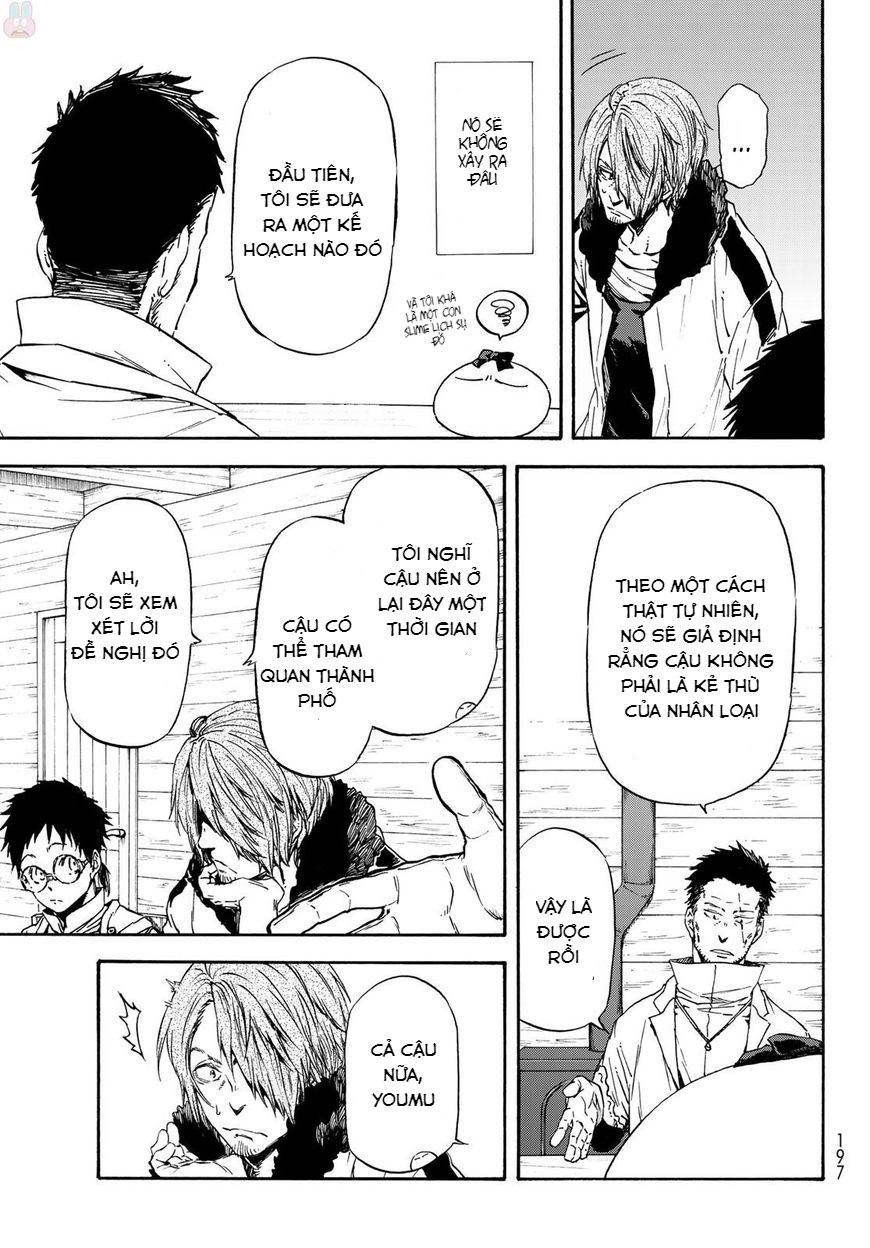 ...
NÓ SẼ
KHÔNG
XẢY RA
ĐÂU
VÀ TÔI KHÁ
LÀ MỘT CON
SLIME LỊCH SỰ
ĐÓ
ĐẦU TIÊN,
TÔI SẼ ĐƯA
RA MỘT KẾ
HOẠCH NÀO ĐÓ
THEO MỘT CÁCH
THẬT TỰ NHIÊN,
NÓ SẼ GIẢ ĐỊNH
RẰNG CẬU KHÔNG
PHẢI LÀ KẺ THÙ
CỦA NHÂN LOẠI
VẬY LÀ
ĐƯỢC
RỒI
TÔI NGHĨ
CẬU NÊN Ở
LẠI ĐÂY MỘT
THỜI GIAN
CẬU CÓ
THỂ THAM
QUAN THÀNH
PHỐ
AH,
TÔI SẼ XEM
XÉT LỜI
ĐỀ NGHỊ ĐÓ
CẢ CẬU
NỮA,
YOUMU
197